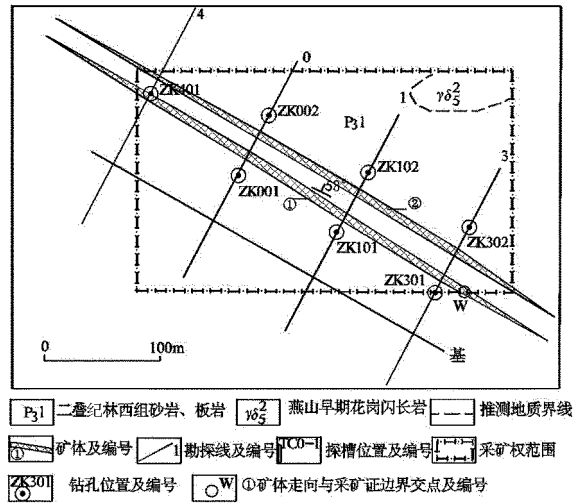 4
0
ZK401
ZK002
P₃l
γδ₅²
1
3
ZK001
58°
ZK102
①
②
ZK101
ZK302
ZK301
W
0 100m
基
P₃l 二叠纪林西组砂岩、板岩 γδ₅² 燕山早期花岗闪长岩 推测地质界线
① 矿体及编号 1 勘探线及编号 TC0-1 探槽位置及编号 采矿权范围
ZK301 钻孔位置及编号 W ①矿体走向与采矿证边界交点及编号